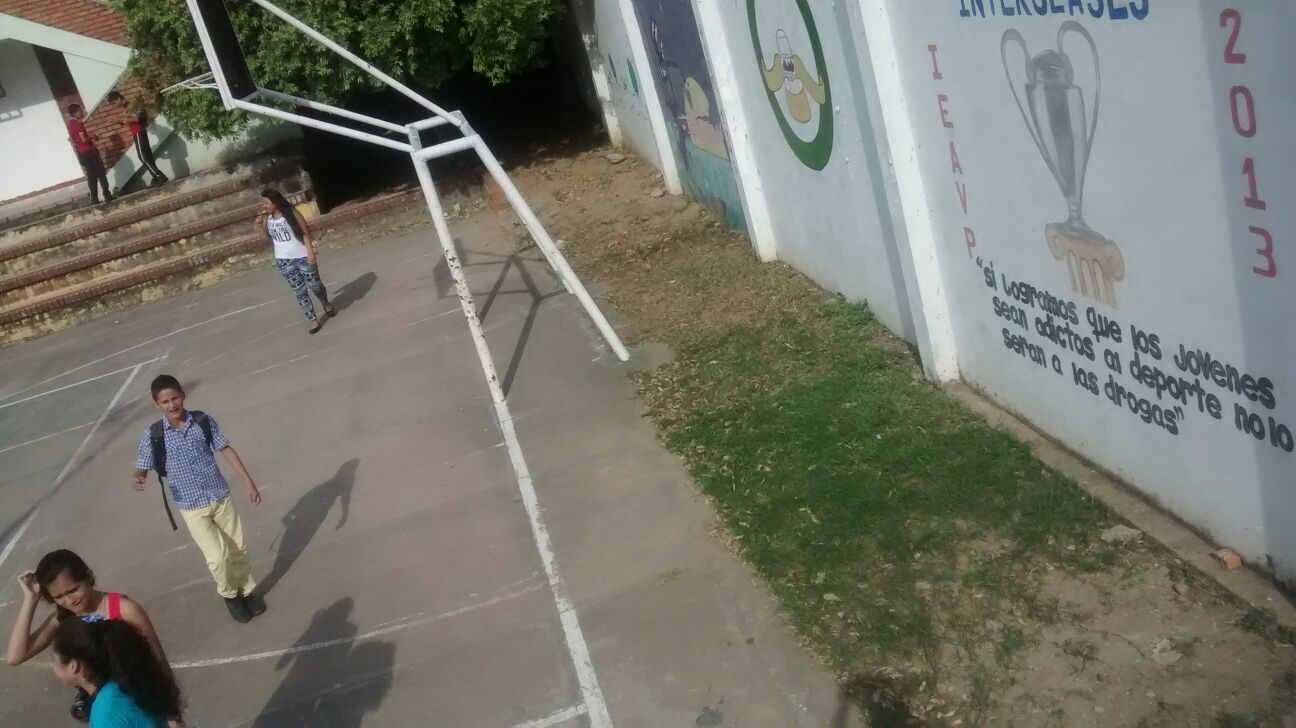 INTERCLASES
IEAVP
2013
"si logramos que los jovenes
sean adictos al deporte no lo
seran a las drogas"